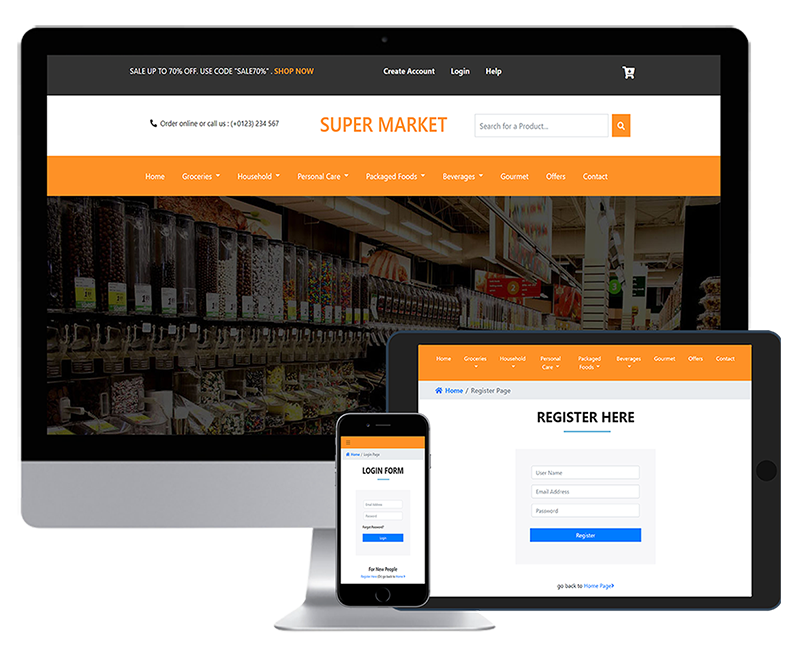 SALE UP TO 70% OFF. USE CODE "SALE70%" . SHOP NOW
Create Account Login Help
Order online or call us : (+0123) 234 567
SUPER MARKET
Search for a Product...
Home Groceries Household Personal Care Packaged Foods Beverages Gourmet Offers Contact
Home Groceries Household Personal Packaged Beverages Gourmet Offers Contact
Care Foods
Home / Register Page
REGISTER HERE
User Name
Email Address
Password
Register
go back to Home Page
Home / Login Page
LOGIN FORM
Email Address
Password
Forgot Password?
Login
For New People
Register Here
go back to Home